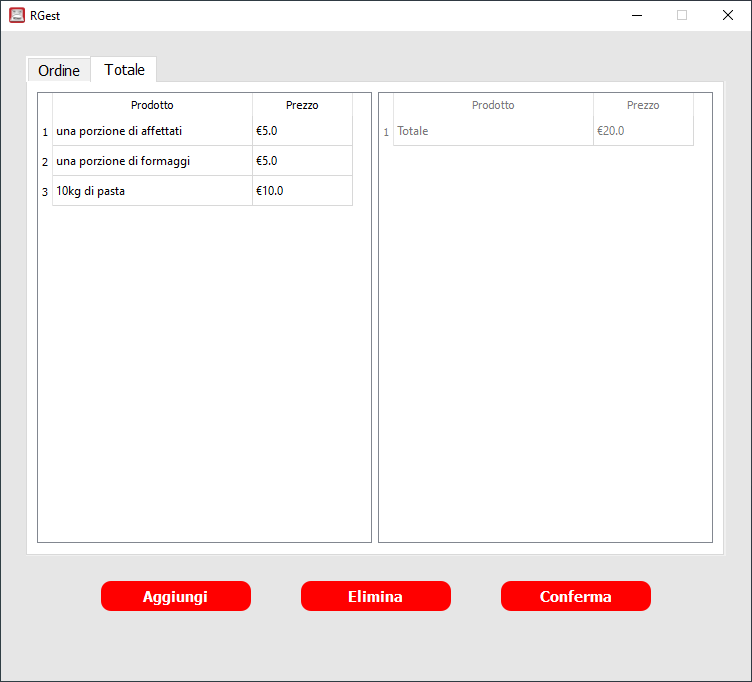 RGest
Ordine Totale
Prodotto Prezzo
1 una porzione di affettati €5.0
2 una porzione di formaggi €5.0
3 10kg di pasta €10.0
Prodotto Prezzo
1 Totale €20.0
Aggiungi Elimina Conferma